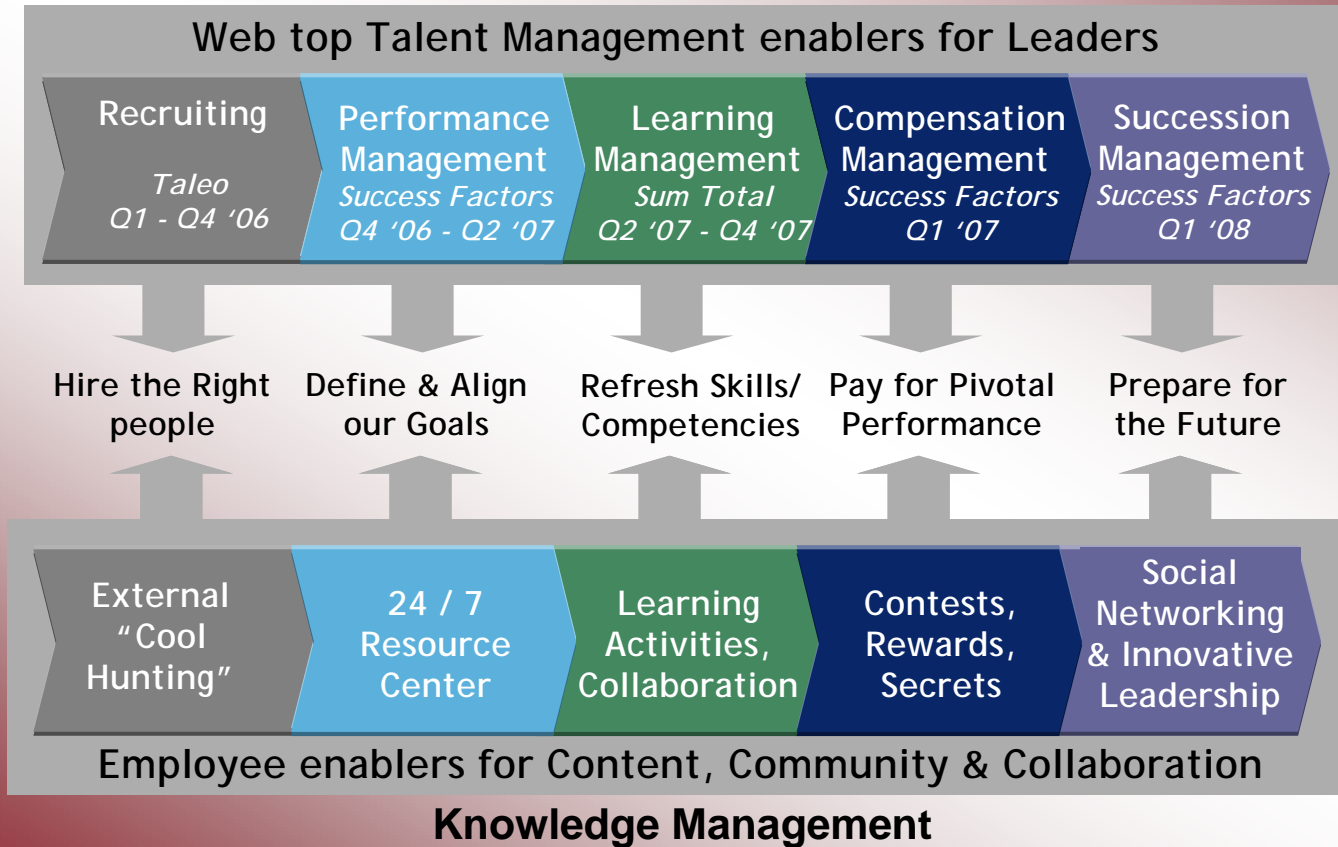 Web top Talent Management enablers for Leaders
Recruiting
Taleo
Q1 - Q4 ‘06
Performance
Management
Success Factors
Q4 ‘06 - Q2 ‘07
Learning
Management
Sum Total
Q2 ‘07 - Q4 ‘07
Compensation
Management
Success Factors
Q1 ‘07
Succession
Management
Success Factors
Q1 ‘08
Hire the Right
people
Define & Align
our Goals
Refresh Skills/
Competencies
Pay for Pivotal
Performance
Prepare for
the Future
External
“Cool
Hunting”
24 / 7
Resource
Center
Learning
Activities,
Collaboration
Contests,
Rewards,
Secrets
Social
Networking
& Innovative
Leadership
Employee enablers for Content, Community & Collaboration
Knowledge Management